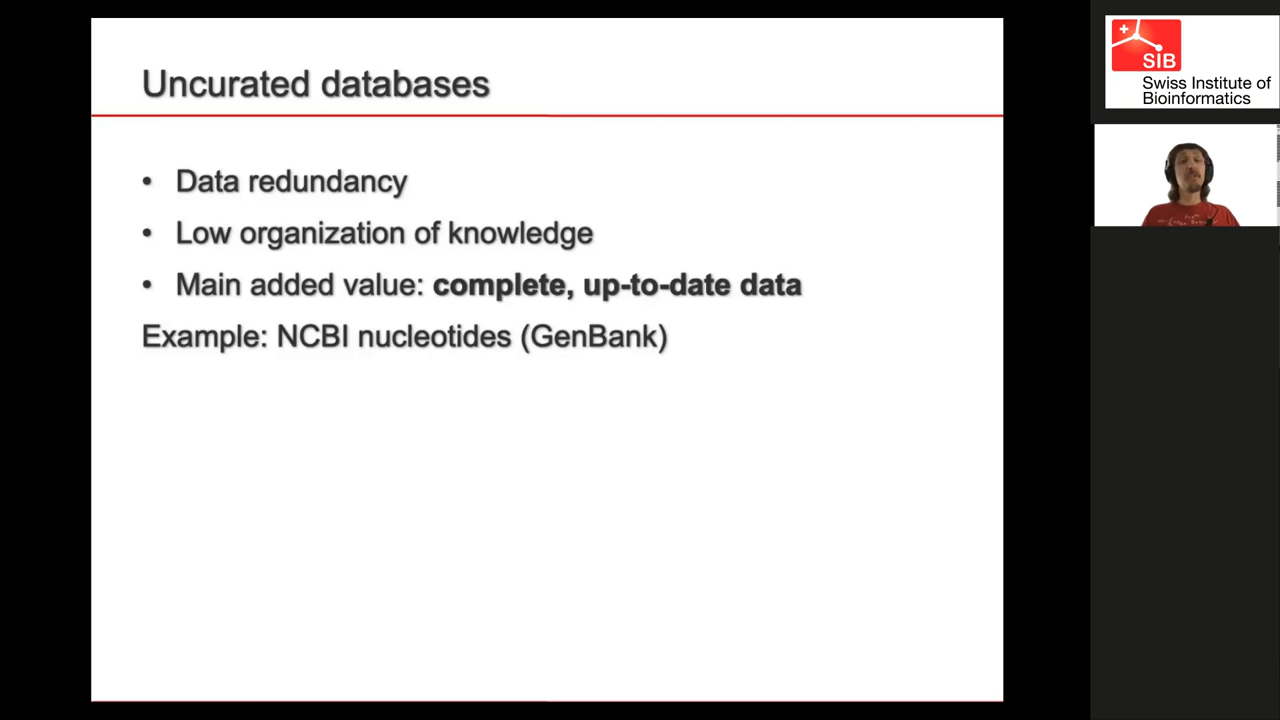 Uncurated databases
• Data redundancy
• Low organization of knowledge
• Main added value: complete, up-to-date data
Example: NCBI nucleotides (GenBank)
SIB
Swiss Institute of
Bioinformatics